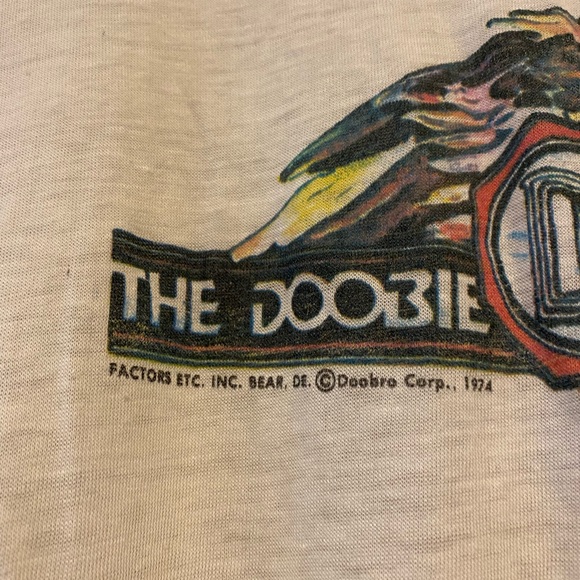 THE DOOBIE
FACTORS ETC. INC. BEAR, DE. ©Doobro Corp., 1974